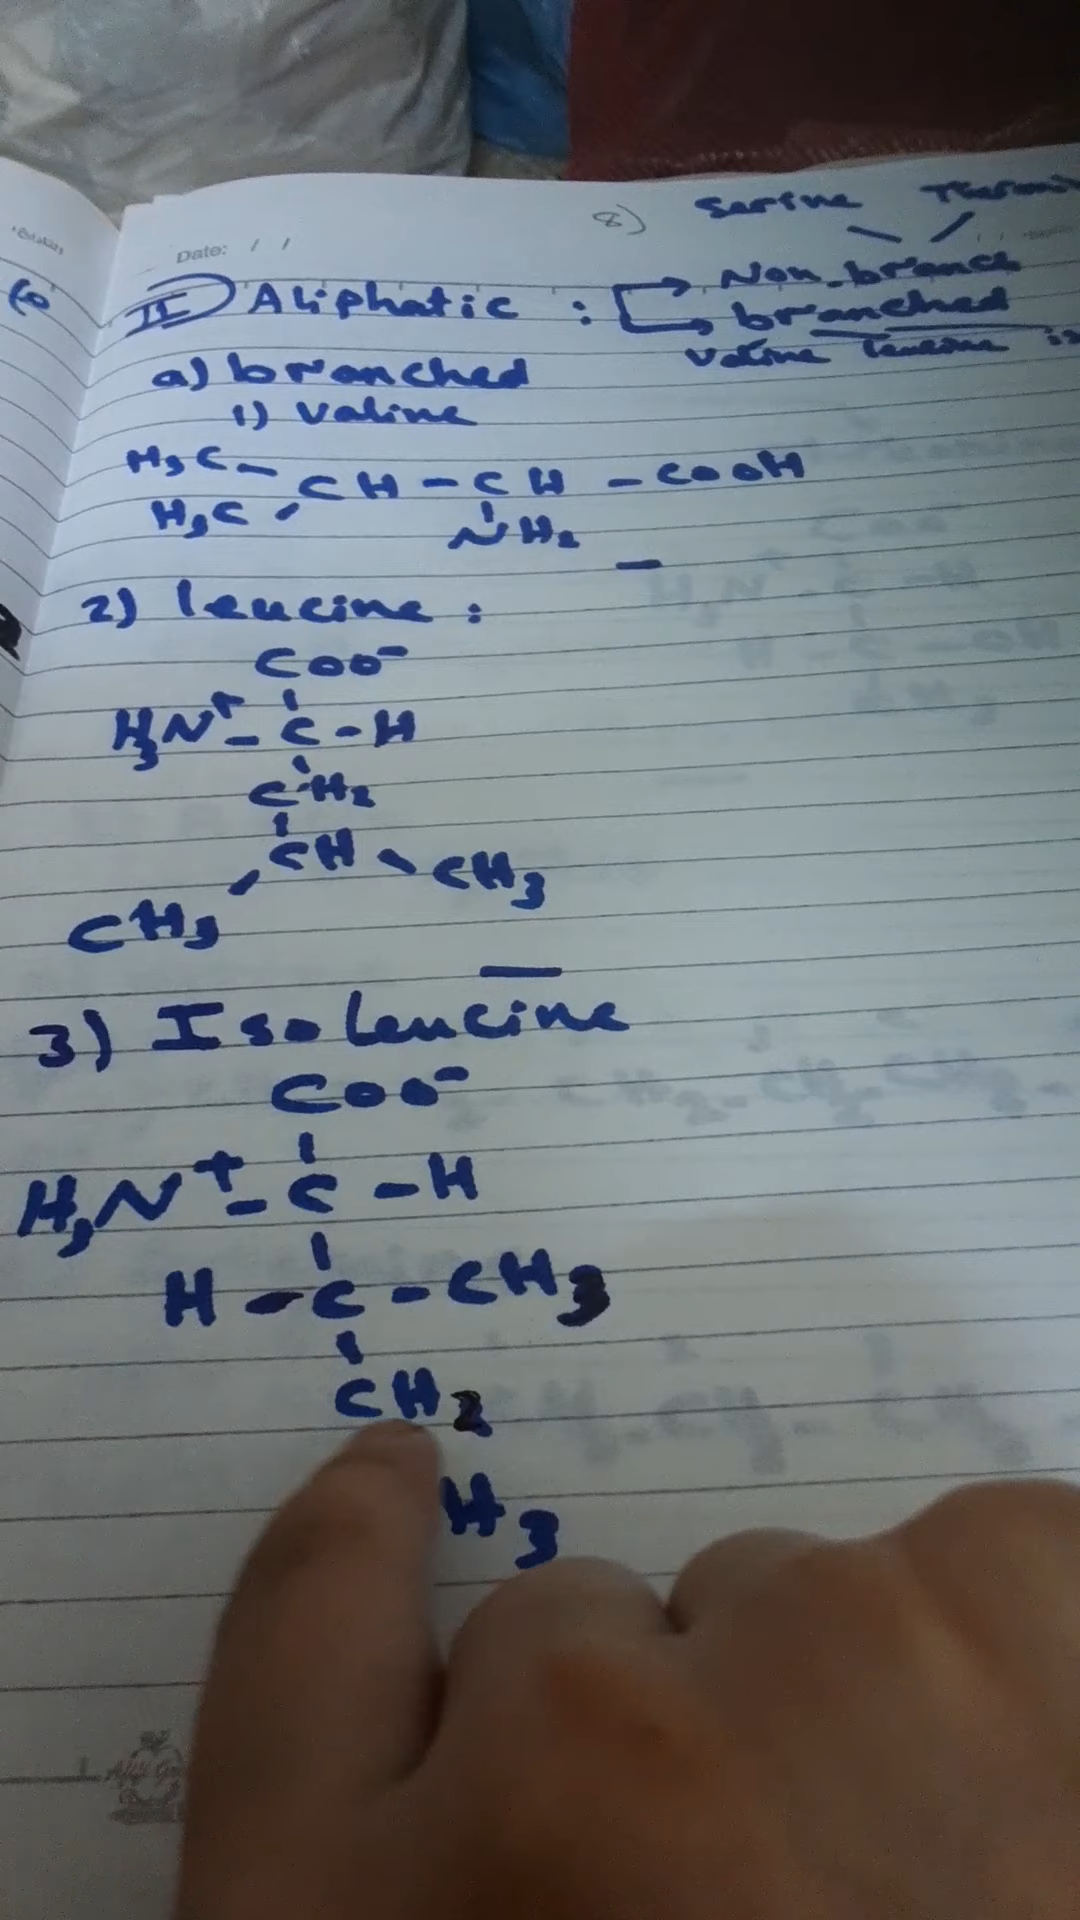 8) Serine
Date: / /
II Aliphatic : Non-branch
branched
valine leucine is
a) branched
1) valine
H3C
CH - CH - COOH
H3C
NH2
2) leucine :
COO-
H3N+ - C - H
CH2
CH - CH3
CH3
3) Isoleucine
COO-
H3N+ - C - H
H - C - CH3
CH2
H3